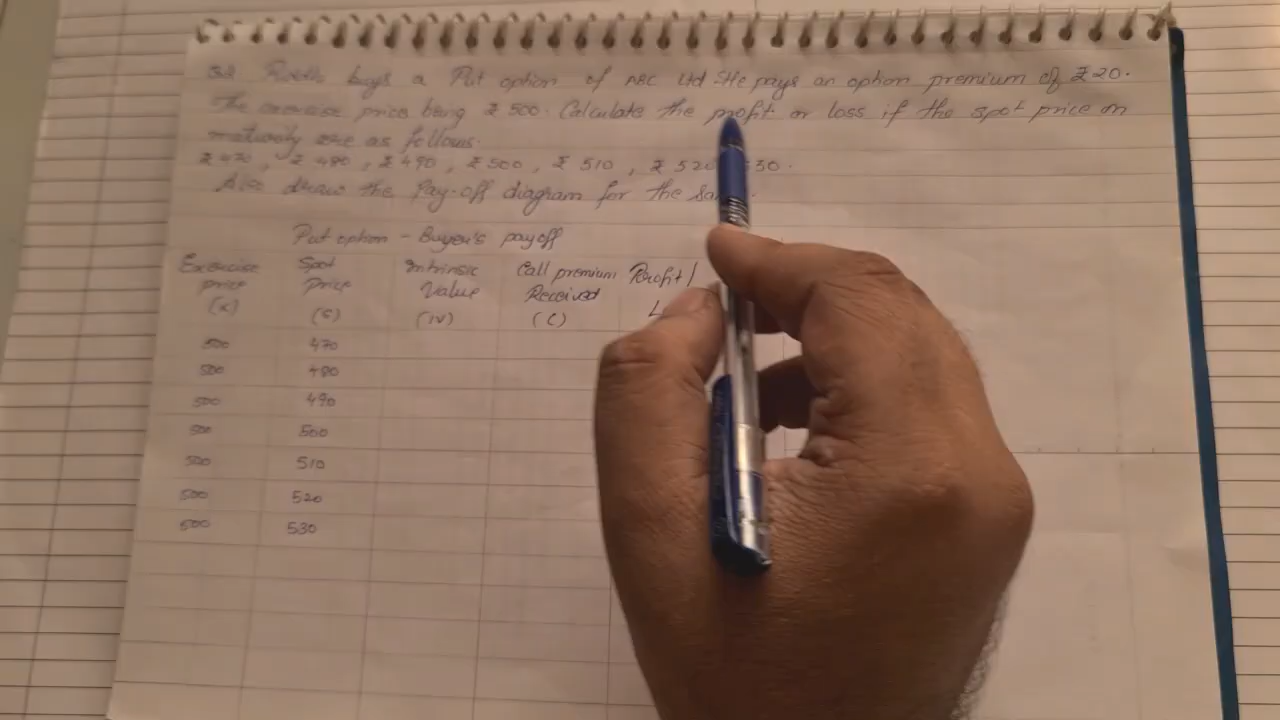 buys a Put option of ABC Ltd. He pays an option premium of ₹20.
The exercise price being ₹500. Calculate the profit or loss if the spot price on
maturity are as follows.
₹470, ₹480, ₹490, ₹500, ₹510, ₹520 30.
Also draw the Pay-off diagram for the
Put option - Buyer's payoff
Exercise price (X) Spot Price (S) Intrinsic Value (IV) Call premium Received (C) Profit/ L
500 470
500 480
500 490
500 500
500 510
500 520
500 530